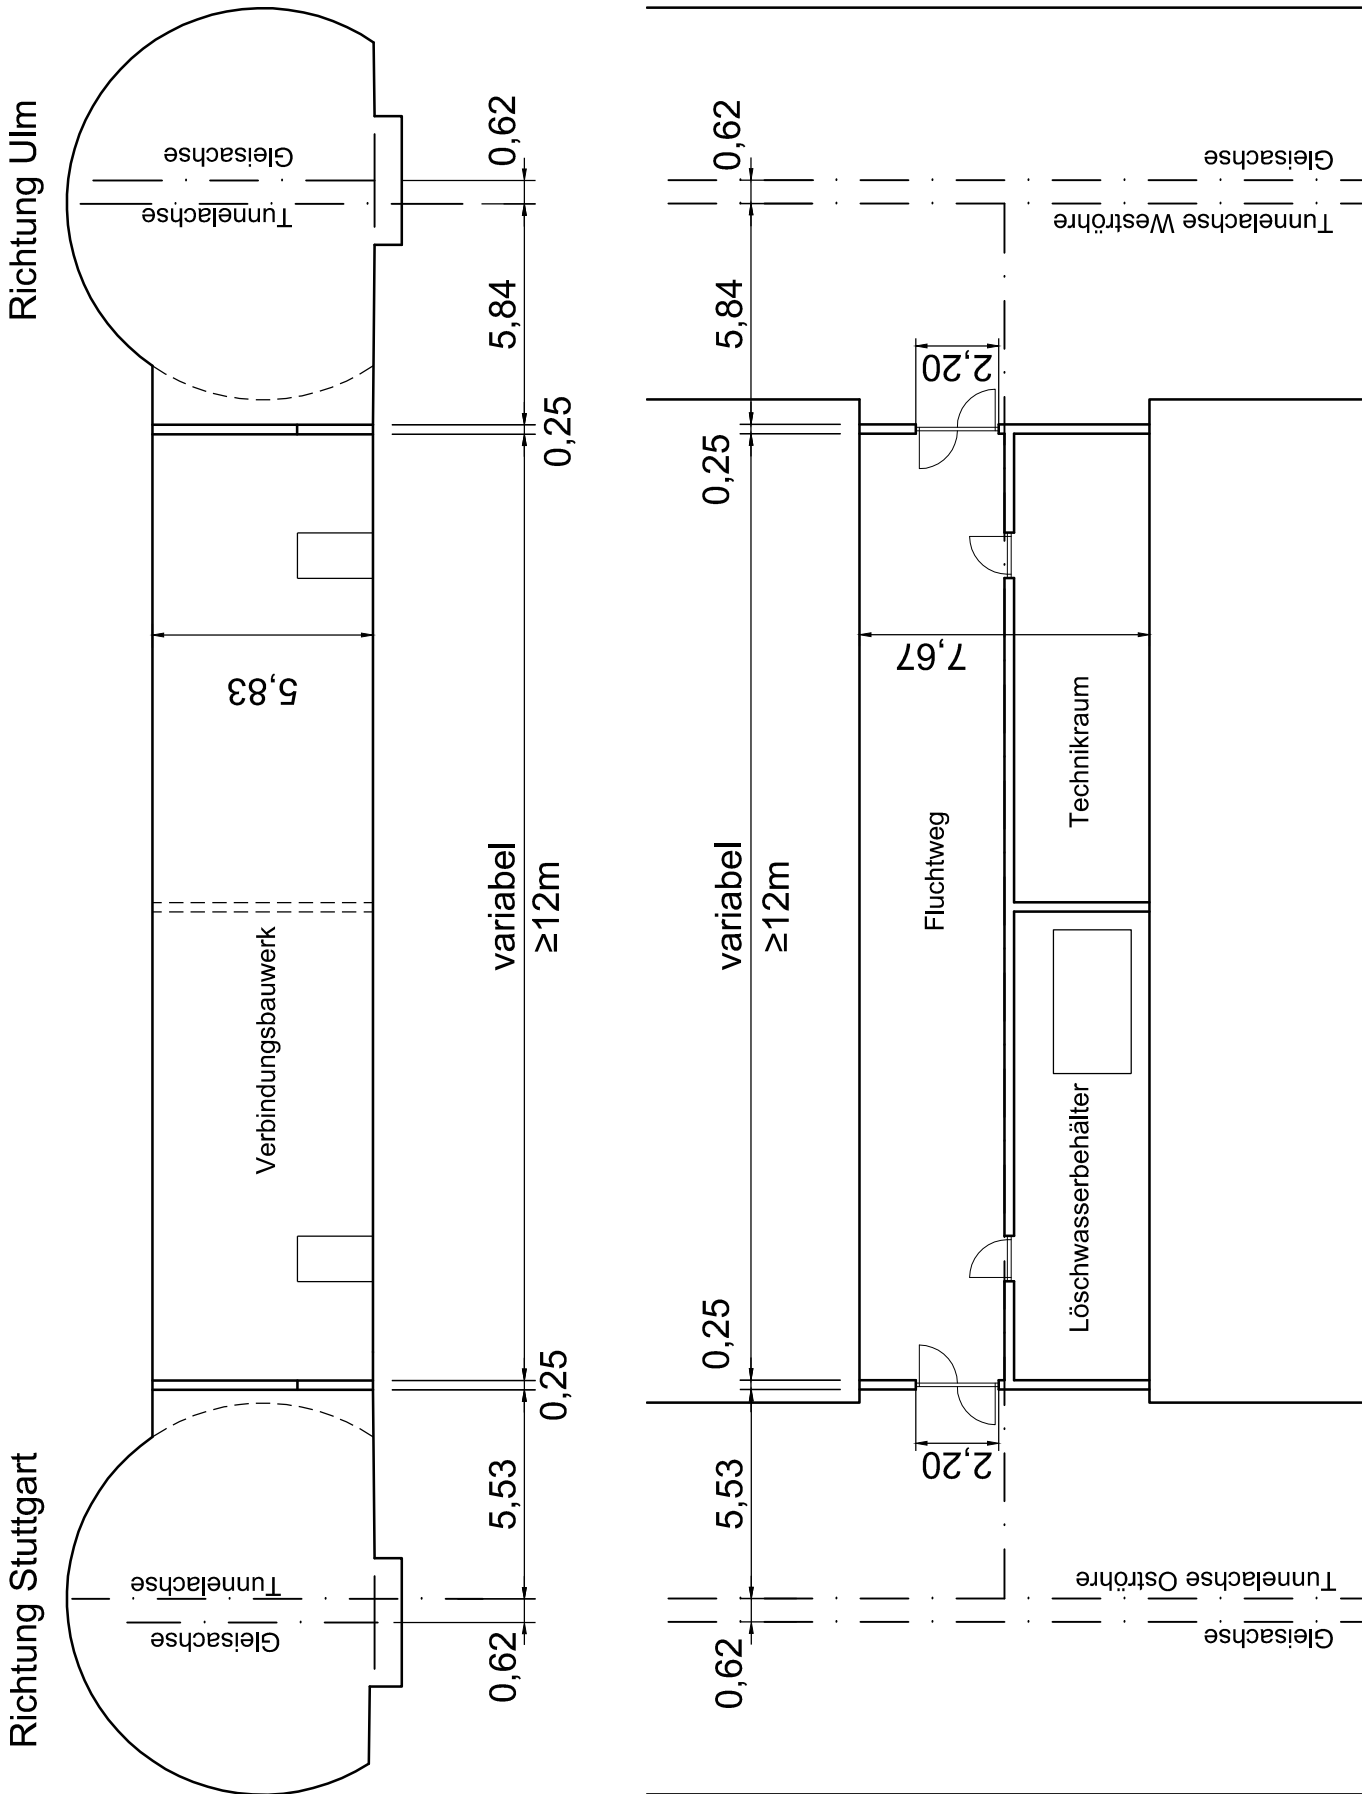 Richtung Stuttgart
Richtung Ulm
Gleisachse
Tunnelachse
Verbindungsbauwerk
5,83
Tunnelachse
Gleisachse
0,62
5,53
0,25
variabel
≥12m
0,25
5,84
0,62
0,62
5,53
0,25
variabel
≥12m
0,25
5,84
0,62
2,20
Fluchtweg
7,67
2,20
Löschwasserbehälter
Technikraum
Gleisachse
Tunnelachse Oströhre
Tunnelachse Weströhre
Gleisachse